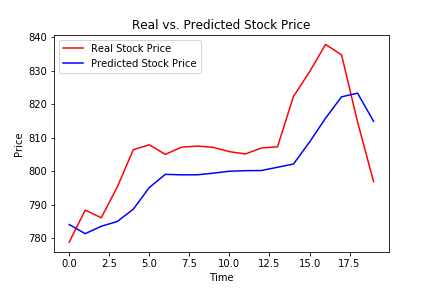 Real vs. Predicted Stock Price
Real Stock Price
Predicted Stock Price
Price
840
830
820
810
800
790
780
0.0 2.5 5.0 7.5 10.0 12.5 15.0 17.5
Time